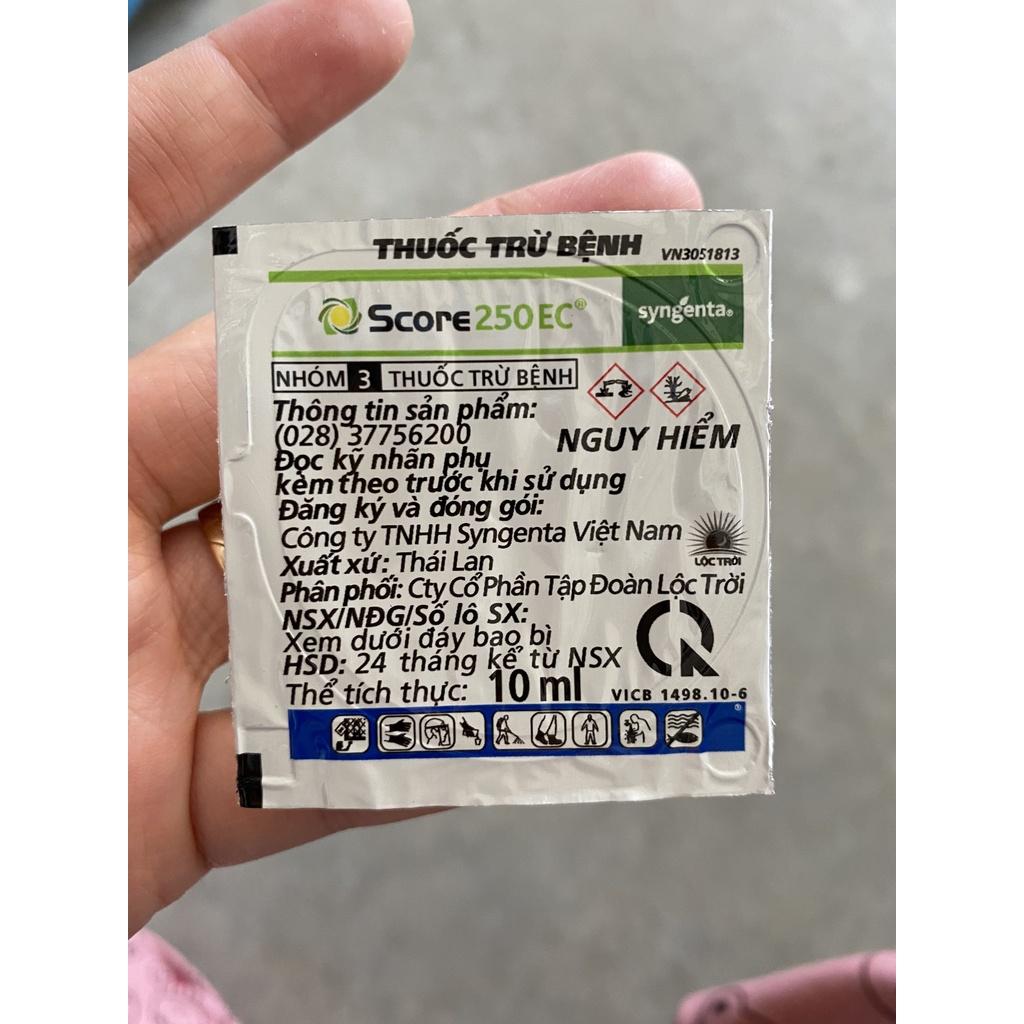 THUỐC TRỪ BỆNH
VN3051813
Score 250 EC®
syngenta®
NHÓM 3 THUỐC TRỪ BỆNH
Thông tin sản phẩm:
(028) 37756200
NGUY HIỂM
Đọc kỹ nhãn phụ
kèm theo trước khi sử dụng
Đăng ký và đóng gói:
Công ty TNHH Syngenta Việt Nam
LỘC TRỜI
Xuất xứ: Thái Lan
Phân phối: Cty Cổ Phần Tập Đoàn Lộc Trời
NSX/NĐG/Số lô SX:
Xem dưới đáy bao bì
HSD: 24 tháng kể từ NSX
Thể tích thực: 10 ml
VICB 1498.10-6